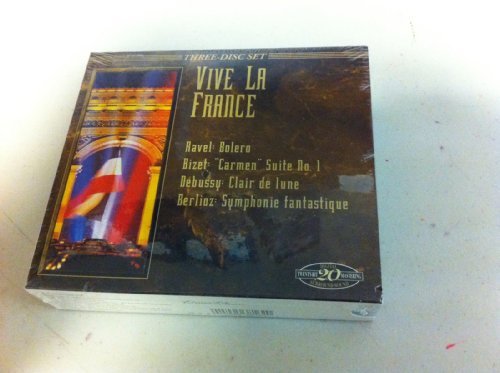 THREE-DISC SET
VIVE LA
FRANCE
Ravel: Bolero
Bizet: "Carmen" Suite No. 1
Debussy: Clair de lune
Berlioz: Symphonie fantastique
20